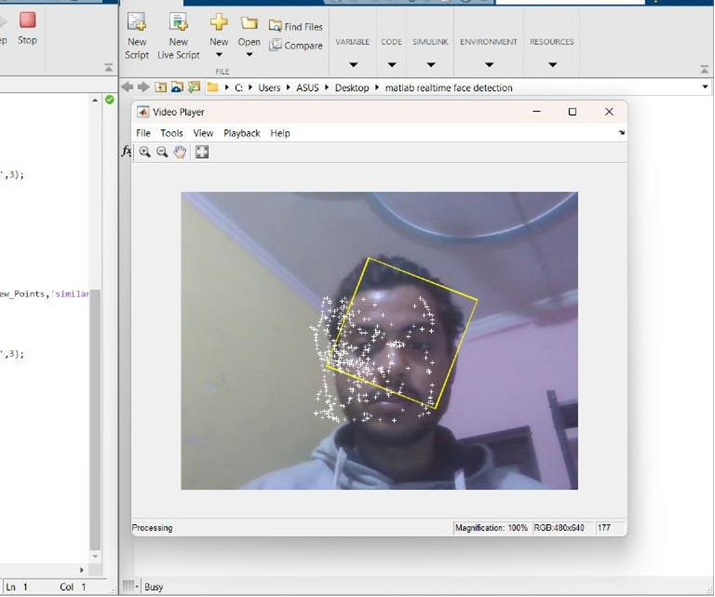 Stop
New
Script
New
Live Script
New
Open
Find Files
Compare
VARIABLE
CODE
SIMULINK
ENVIRONMENT
RESOURCES
FILE
C: Users ASUS Desktop matlab realtime face detection
Video Player
File Tools View Playback Help
fx
',3);
ew_Points,'similar
',3);
Processing
Magnification: 100% RGB:480x640 177
Ln 1 Col 1
Busy